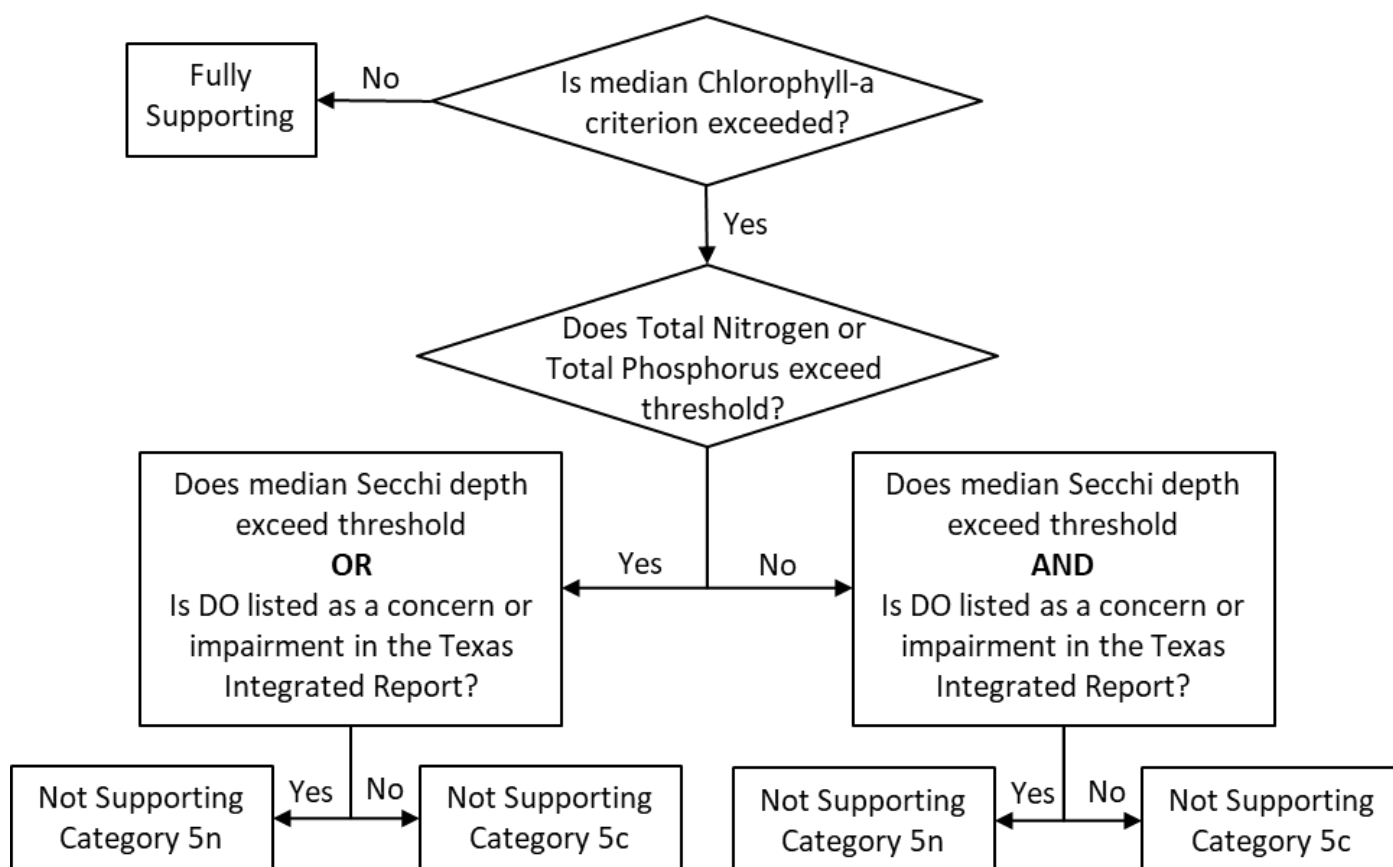 Fully
Supporting
No
Is median Chlorophyll-a
criterion exceeded?
Yes
Does Total Nitrogen or
Total Phosphorus exceed
threshold?
Does median Secchi depth
exceed threshold
OR
Is DO listed as a concern or
impairment in the Texas
Integrated Report?
Yes
No
Does median Secchi depth
exceed threshold
AND
Is DO listed as a concern or
impairment in the Texas
Integrated Report?
Not Supporting
Category 5n
Yes
No
Not Supporting
Category 5c
Not Supporting
Category 5n
Yes
No
Not Supporting
Category 5c